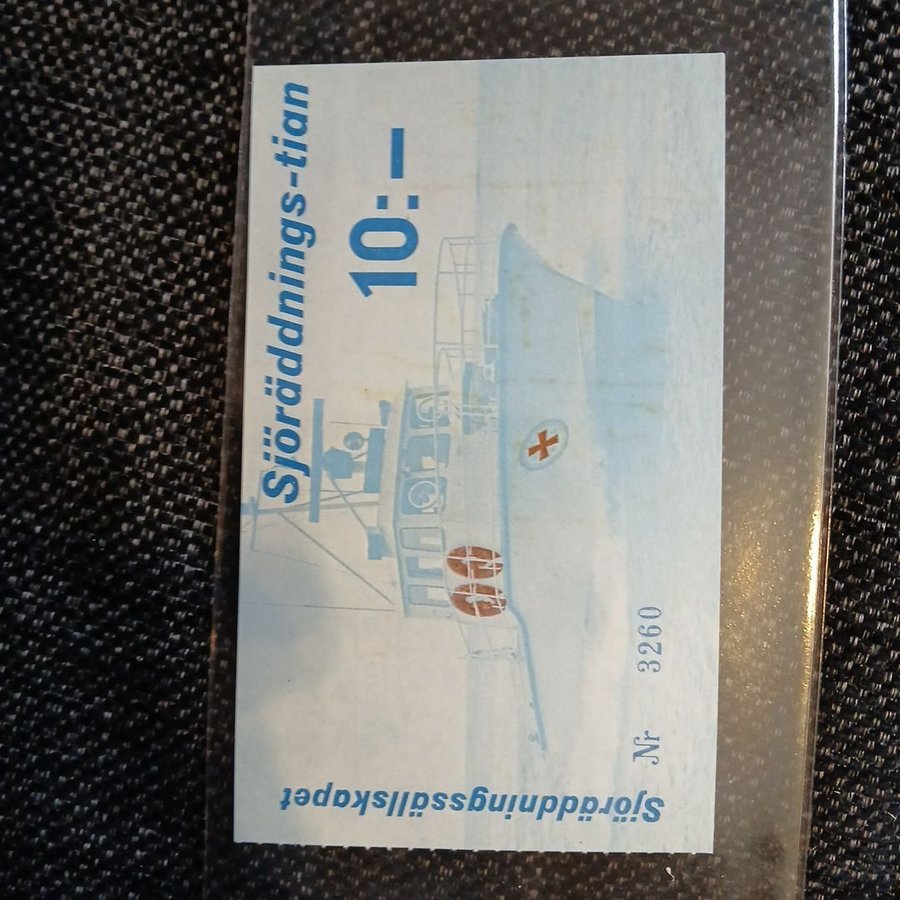 Sjöräddnings-tian
10:–
Nr 3260
Sjöräddningssällskapet